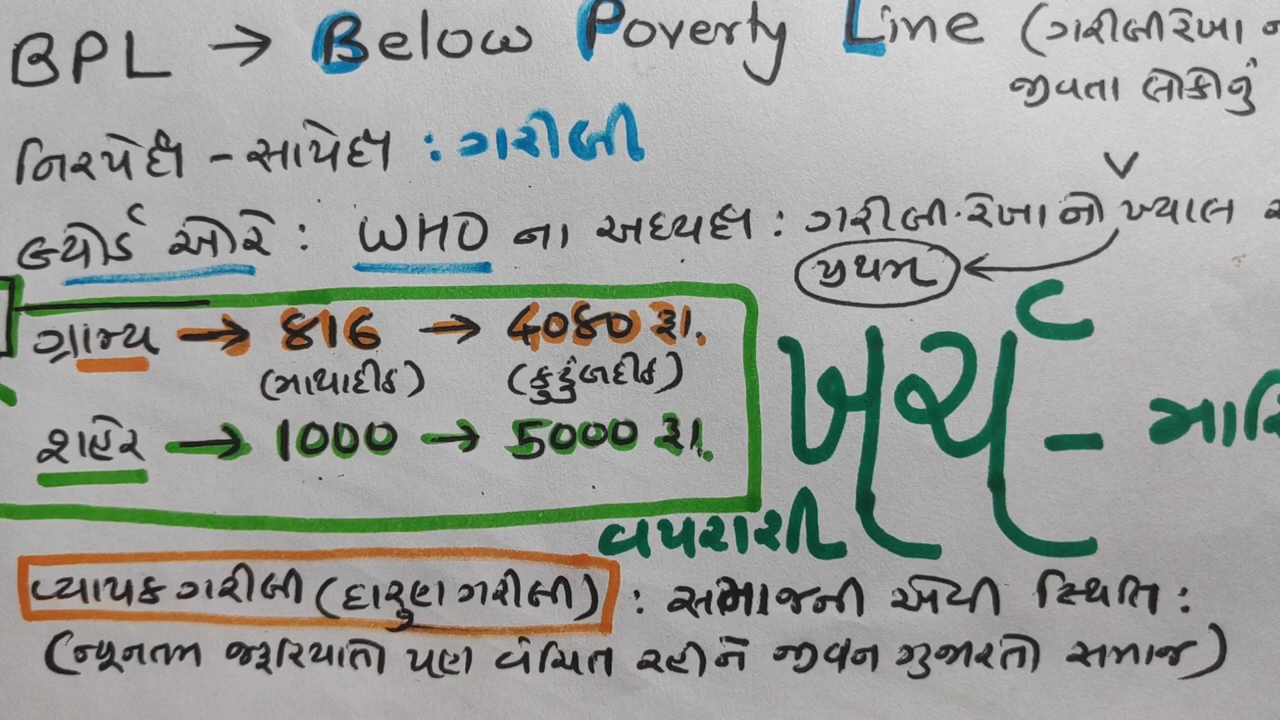 BPL → Below Poverty Line (ગરીબી રેખા
જીવતા લોકોનું
નિરપેક્ષ - સાપેક્ષ : ગરીબી
બ્યોર્ડ ઓરે : WHO ના અધ્યક્ષ : ગરીબી રેખાનો ખ્યાલ
પ્રથમ
ગ્રામ્ય → 816 → 4080 રૂ।.
(માથાદીઠ) (કુટુંબદીઠ)
શહેર → 1000 → 5000 રૂ।.
ખર્ચ -
વપરાશી
વ્યાપક ગરીબી (દારુણ ગરીબી) : સમાજની એવી સ્થિતિ :
(ન્યૂનતમ જરૂરિયાતો પણ વંચિત રહીને જીવન ગુજારતો સમાજ)